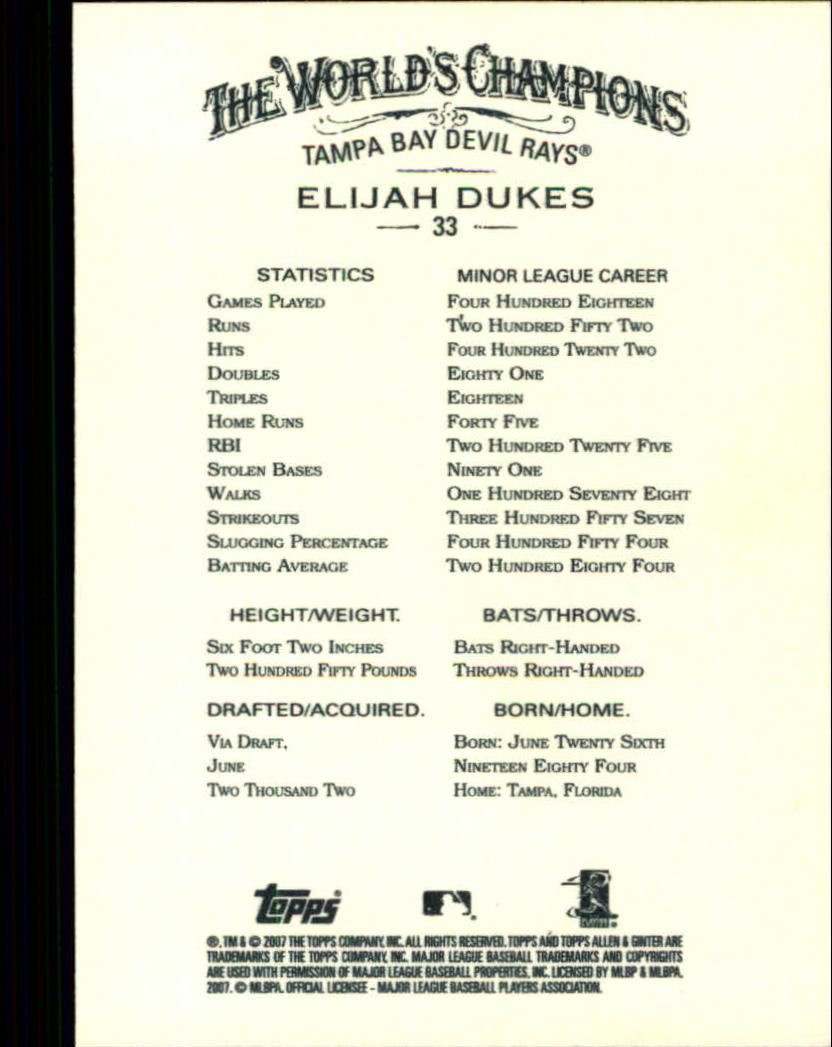 THE WORLD'S CHAMPIONS
TAMPA BAY DEVIL RAYS®
ELIJAH DUKES
— 33 —
STATISTICS MINOR LEAGUE CAREER
GAMES PLAYED FOUR HUNDRED EIGHTEEN
RUNS TWO HUNDRED FIFTY TWO
HITS FOUR HUNDRED TWENTY TWO
DOUBLES EIGHTY ONE
TRIPLES EIGHTEEN
HOME RUNS FORTY FIVE
RBI TWO HUNDRED TWENTY FIVE
STOLEN BASES NINETY ONE
WALKS ONE HUNDRED SEVENTY EIGHT
STRIKEOUTS THREE HUNDRED FIFTY SEVEN
SLUGGING PERCENTAGE FOUR HUNDRED FIFTY FOUR
BATTING AVERAGE TWO HUNDRED EIGHTY FOUR
HEIGHT/WEIGHT. BATS/THROWS.
SIX FOOT TWO INCHES BATS RIGHT-HANDED
TWO HUNDRED FIFTY POUNDS THROWS RIGHT-HANDED
DRAFTED/ACQUIRED. BORN/HOME.
VIA DRAFT, BORN: JUNE TWENTY SIXTH
JUNE NINETEEN EIGHTY FOUR
TWO THOUSAND TWO HOME: TAMPA, FLORIDA
topps® PLAYERS
®, TM & © 2007 THE TOPPS COMPANY, INC. ALL RIGHTS RESERVED. TOPPS AND TOPPS ALLEN & GINTER ARE
TRADEMARKS OF THE TOPPS COMPANY, INC. MAJOR LEAGUE BASEBALL TRADEMARKS AND COPYRIGHTS
ARE USED WITH PERMISSION OF MAJOR LEAGUE BASEBALL PROPERTIES, INC. LICENSED BY MLBP & MLBPA.
2007. © MLBPA. OFFICIAL LICENSEE - MAJOR LEAGUE BASEBALL PLAYERS ASSOCIATION.